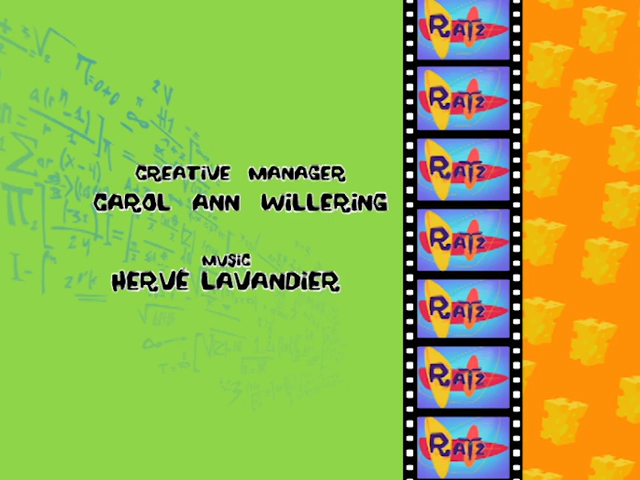 CREATIVE MANAGER
CAROL ANN WILLERING
MUSIC
HERVÉ LAVANDIER
RATZ
RATZ
RATZ
RATZ
RATZ
RATZ
RATZ